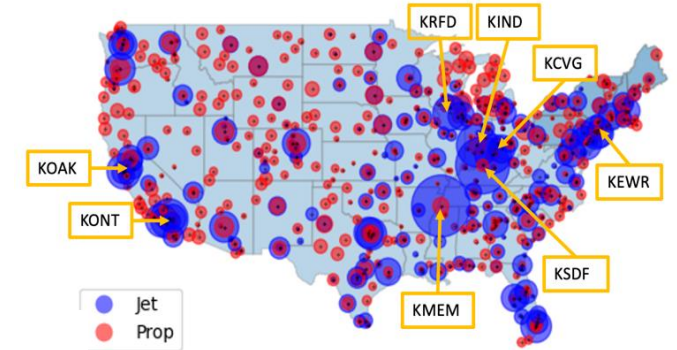 KRFD
KIND
KCVG
KOAK
KEWR
KONT
KSDF
KMEM
Jet
Prop